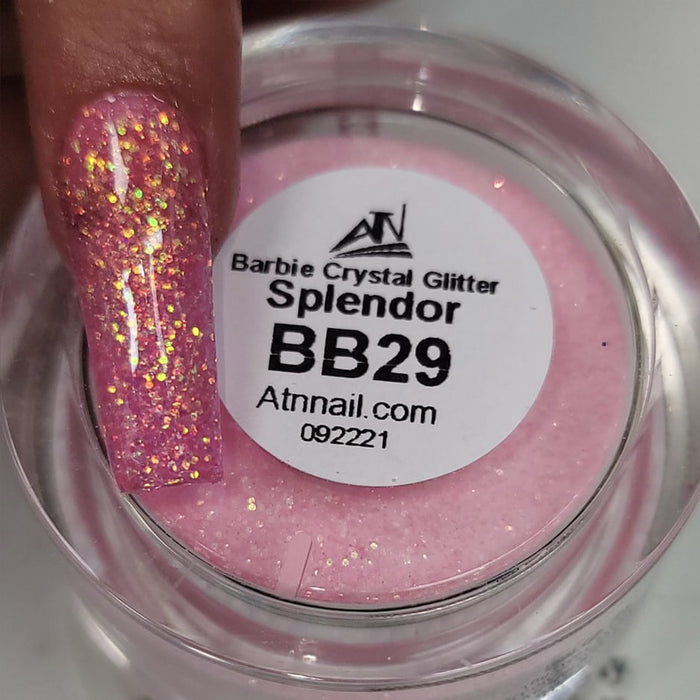 ATN
Barbie Crystal Glitter
Splendor
BB29
Atnnail.com
092221